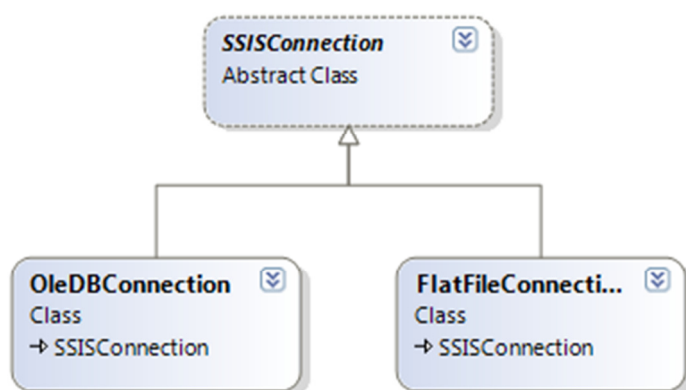 SSISConnection
Abstract Class
OleDBConnection
Class
SSISConnection
FlatFileConnecti...
Class
SSISConnection